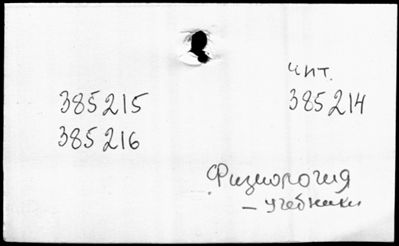 чит.
385215 385214
385216
Физиология
– учебники